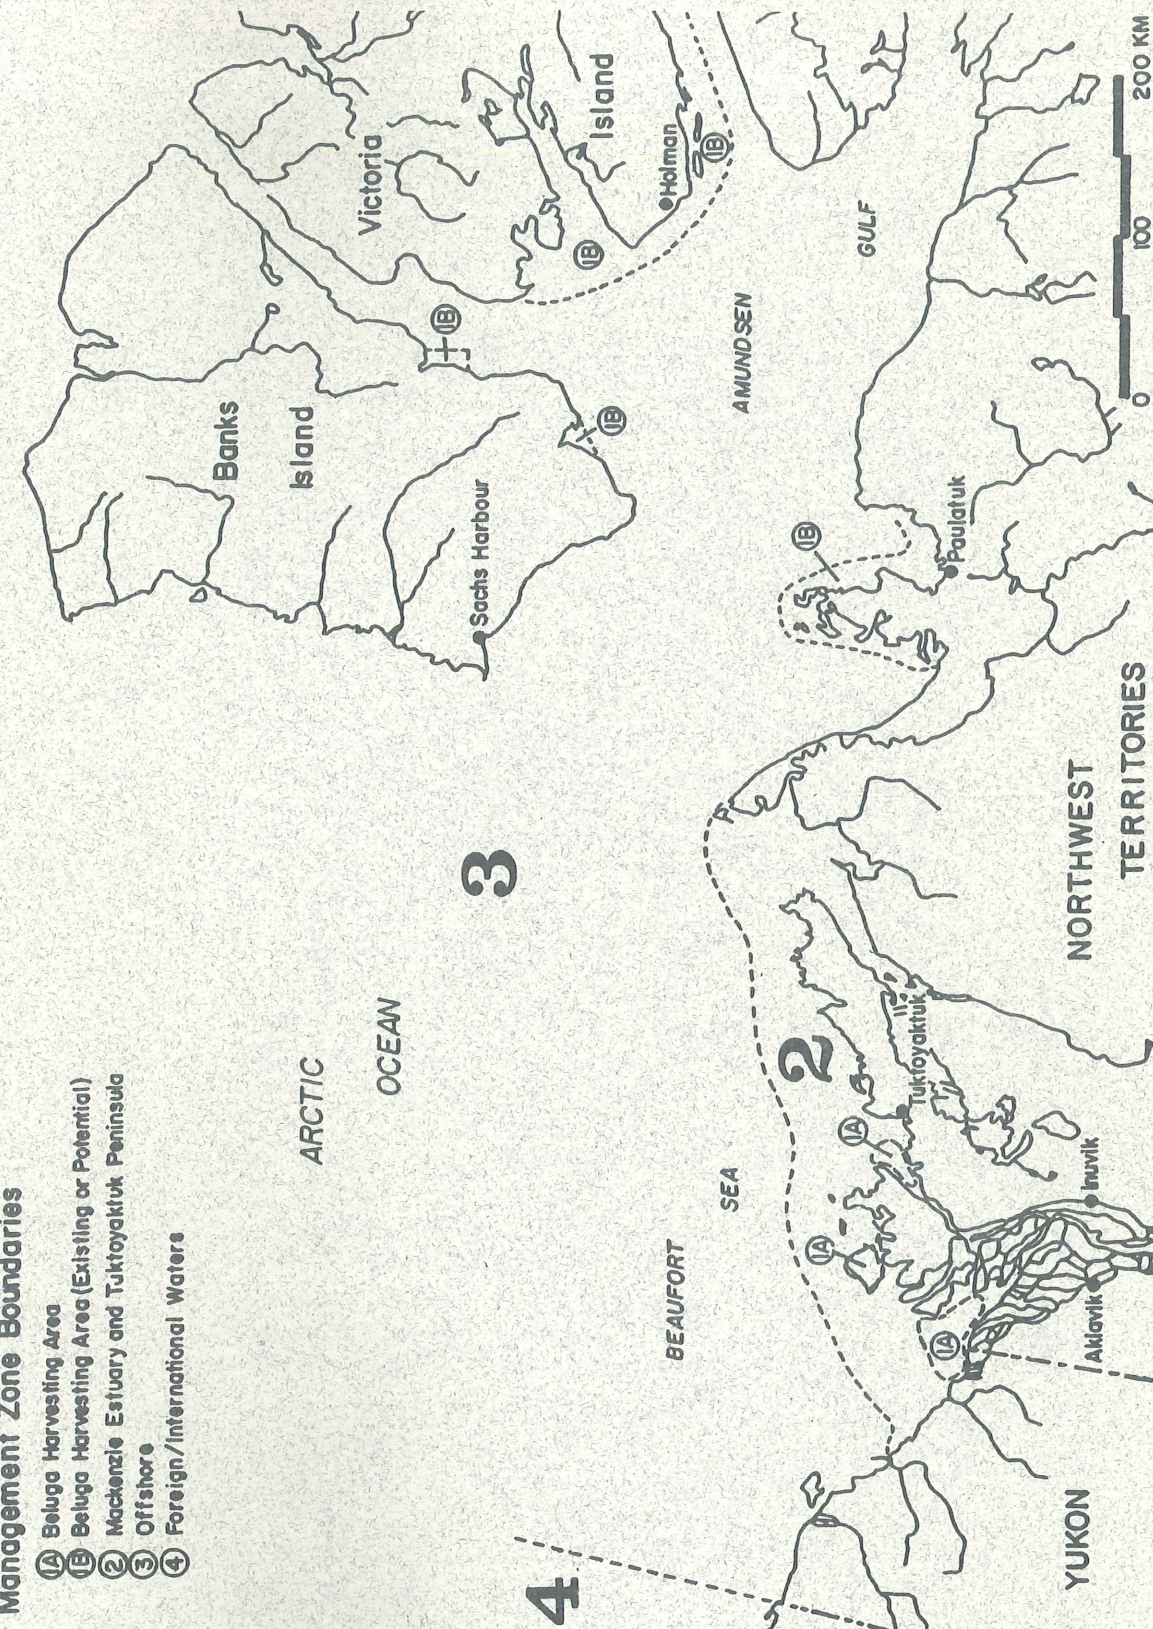 Management Zone Boundaries
1A Beluga Harvesting Area
1B Beluga Harvesting Area (Existing or Potential)
2 Mackenzie Estuary and Tuktoyaktuk Peninsula
3 Offshore
4 Foreign/International Waters
Banks
Island
Victoria
Island
1B
1B
1B
1B
Holman
Sachs Harbour
ARCTIC
OCEAN
3
AMUNDSEN
GULF
BEAUFORT
SEA
4
2
1B
Paulatuk
1A
1A
1A
Tuktoyaktuk
Inuvik
Aklavik
YUKON
NORTHWEST
TERRITORIES
0 100 200 KM